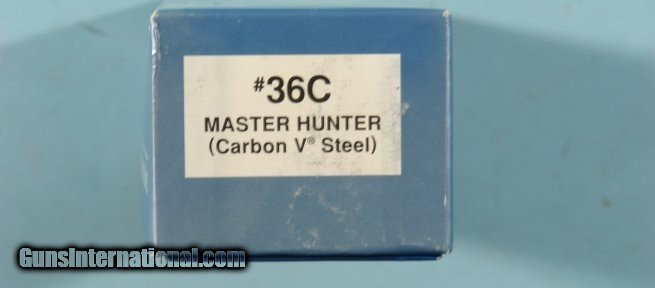 #36C
MASTER HUNTER
(Carbon V® Steel)
GunsInternational.com